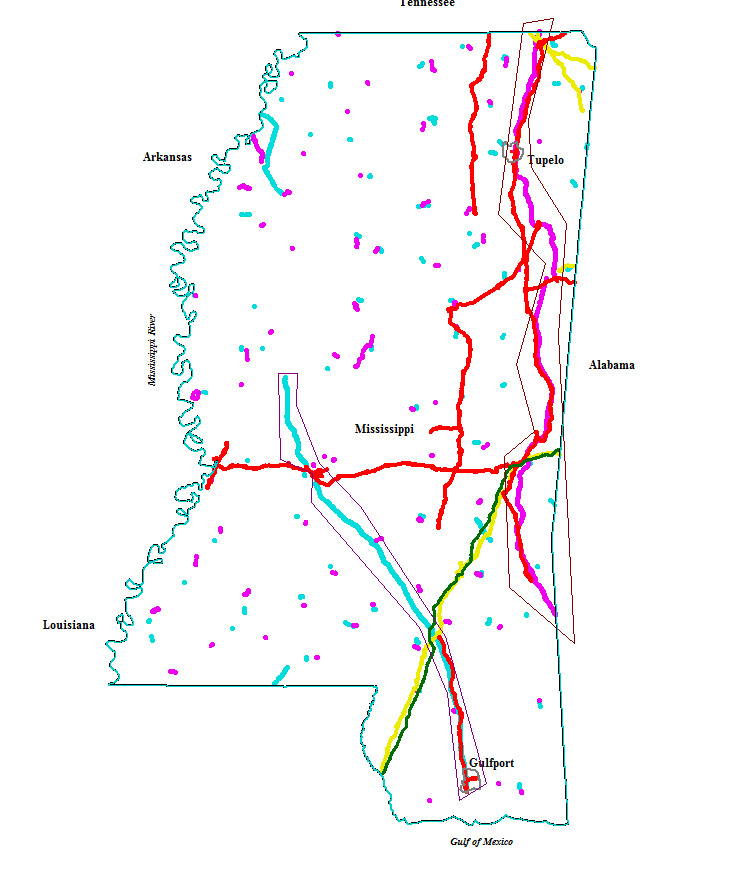 Tennessee
Arkansas
Tupelo
Mississippi River
Alabama
Mississippi
Louisiana
Gulfport
Gulf of Mexico